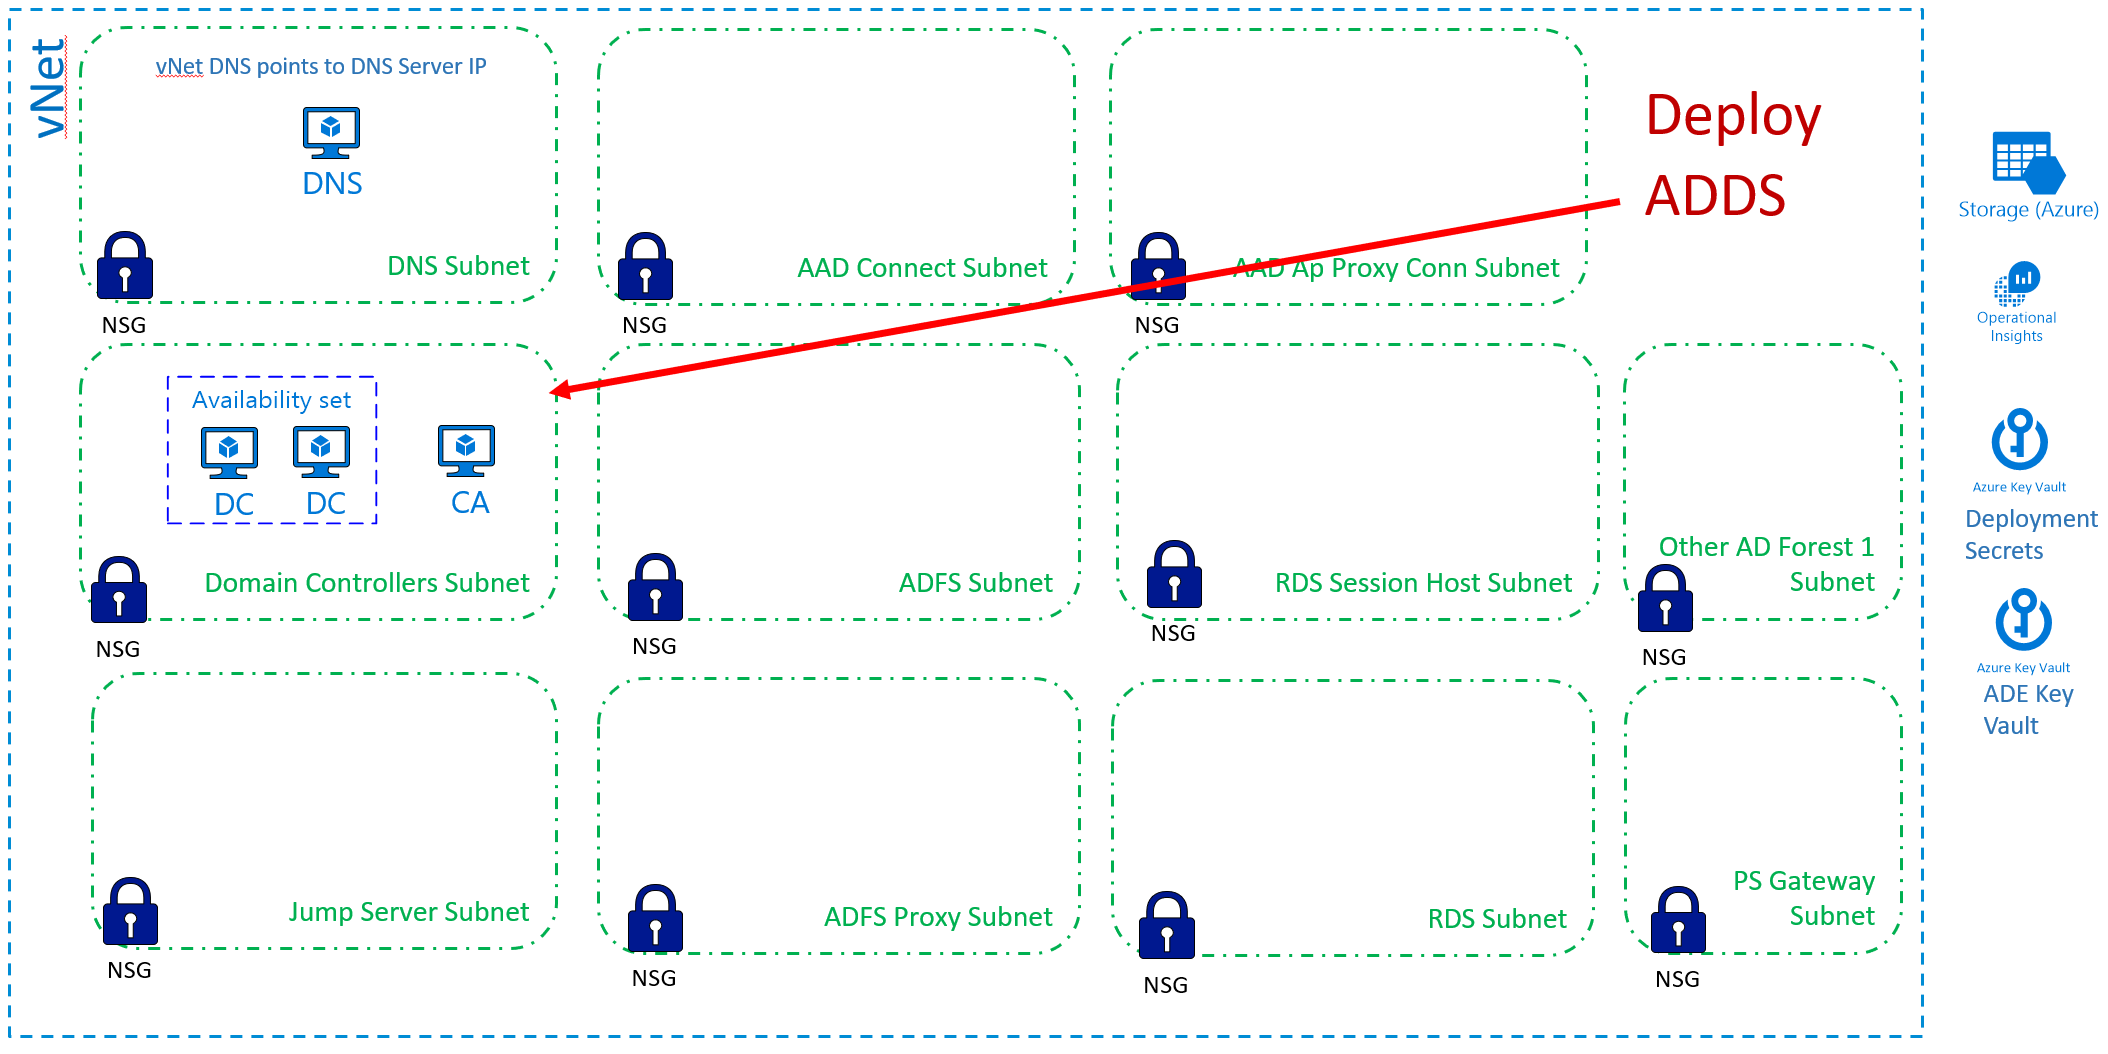 vNet
vNet DNS points to DNS Server IP
DNS
DNS Subnet
NSG
AAD Connect Subnet
NSG
AAD Ap Proxy Conn Subnet
NSG
Deploy
ADDS
Availability set
DC
DC
CA
Domain Controllers Subnet
NSG
ADFS Subnet
NSG
RDS Session Host Subnet
NSG
Other AD Forest 1
Subnet
NSG
Jump Server Subnet
NSG
ADFS Proxy Subnet
NSG
RDS Subnet
NSG
PS Gateway
Subnet
NSG
Storage (Azure)
Operational
Insights
Azure Key Vault
Deployment
Secrets
Azure Key Vault
ADE Key
Vault